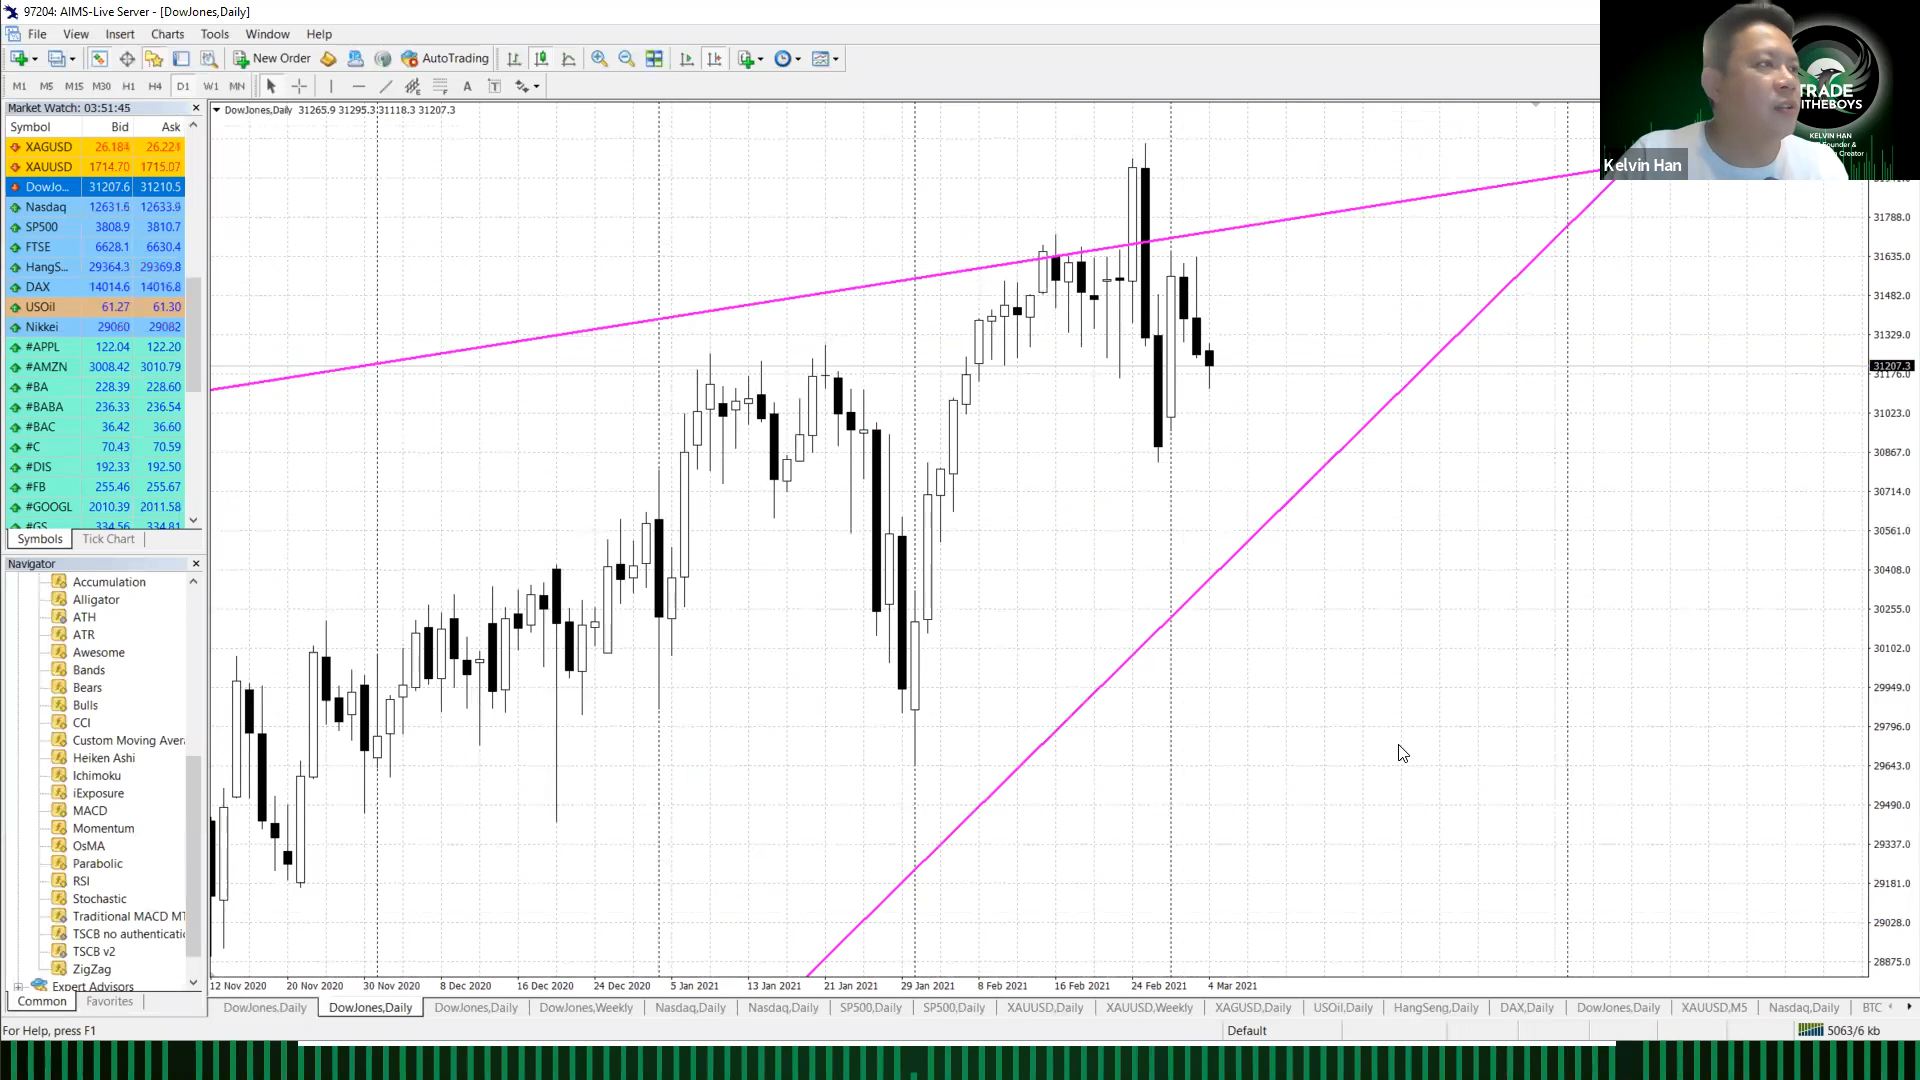 97204: AIMS-Live Server - [DowJones,Daily]
File View Insert Charts Tools Window Help
New Order AutoTrading
M1 M5 M15 M30 H1 H4 D1 W1 MN A T
Market Watch: 03:51:45
Symbol Bid Ask
XAGUSD 26.184 26.224
XAUUSD 1714.70 1715.07
DowJo... 31207.6 31210.5
Nasdaq 12631.6 12633.9
SP500 3808.9 3810.7
FTSE 6628.1 6630.4
HangS... 29364.3 29369.8
DAX 14014.6 14016.8
USOil 61.27 61.30
Nikkei 29060 29082
#APPL 122.04 122.20
#AMZN 3008.42 3010.79
#BA 228.39 228.60
#BABA 236.33 236.54
#BAC 36.42 36.60
#C 70.43 70.59
#DIS 192.33 192.50
#FB 255.46 255.67
#GOOGL 2010.39 2011.58
#GS 334.56 334.81
Symbols Tick Chart
Navigator
Accumulation
Alligator
ATH
ATR
Awesome
Bands
Bears
Bulls
CCI
Custom Moving Avera
Heiken Ashi
Ichimoku
iExposure
MACD
Momentum
OsMA
Parabolic
RSI
Stochastic
Traditional MACD MT
TSCB no authenticatio
TSCB v2
ZigZag
Expert Advisors
Common Favorites
DowJones,Daily 31265.9 31295.3 31118.3 31207.3
TRADE
ITHEBOYS
KELVIN HAN
Founder &
Creator
Kelvin Han
31788.0
31635.0
31482.0
31329.0
31207.3
31176.0
31023.0
30867.0
30714.0
30561.0
30408.0
30255.0
30102.0
29949.0
29796.0
29643.0
29490.0
29337.0
29181.0
29028.0
28875.0
12 Nov 2020 20 Nov 2020 30 Nov 2020 8 Dec 2020 16 Dec 2020 24 Dec 2020 5 Jan 2021 13 Jan 2021 21 Jan 2021 29 Jan 2021 8 Feb 2021 16 Feb 2021 24 Feb 2021 4 Mar 2021
DowJones,Daily DowJones,Daily DowJones,Daily DowJones,Weekly Nasdaq,Daily Nasdaq,Daily SP500,Daily SP500,Daily XAUUSD,Daily XAUUSD,Weekly XAGUSD,Daily USOil,Daily HangSeng,Daily DAX,Daily DowJones,Daily XAUUSD,M5 Nasdaq,Daily BTC
For Help, press F1 Default 5063/6 kb